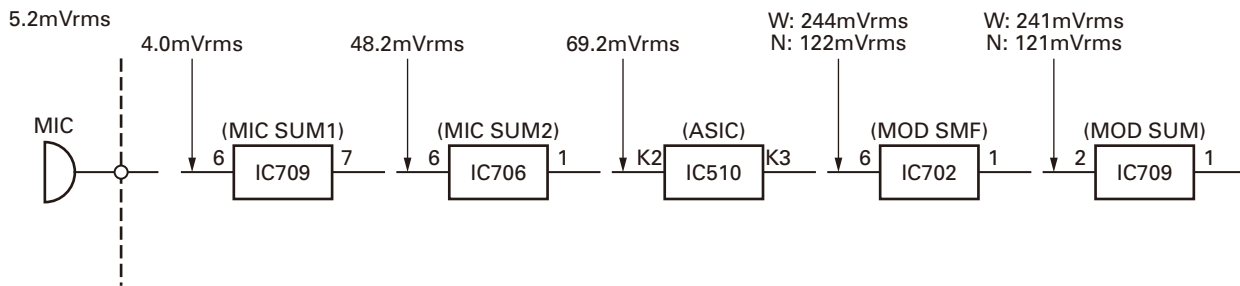 5.2mVrms
W: 244mVrms
W: 241mVrms
4.0mVrms
48.2mVrms
69.2mVrms
N: 122mVrms
N: 121mVrms
MIC
(MIC SUM1)
(MIC SUM2)
(ASIC)
(MOD SMF)
(MOD SUM)
6
IC709
7
6
IC706
1
K2
IC510
K3
6
IC702
1
2
IC709
1